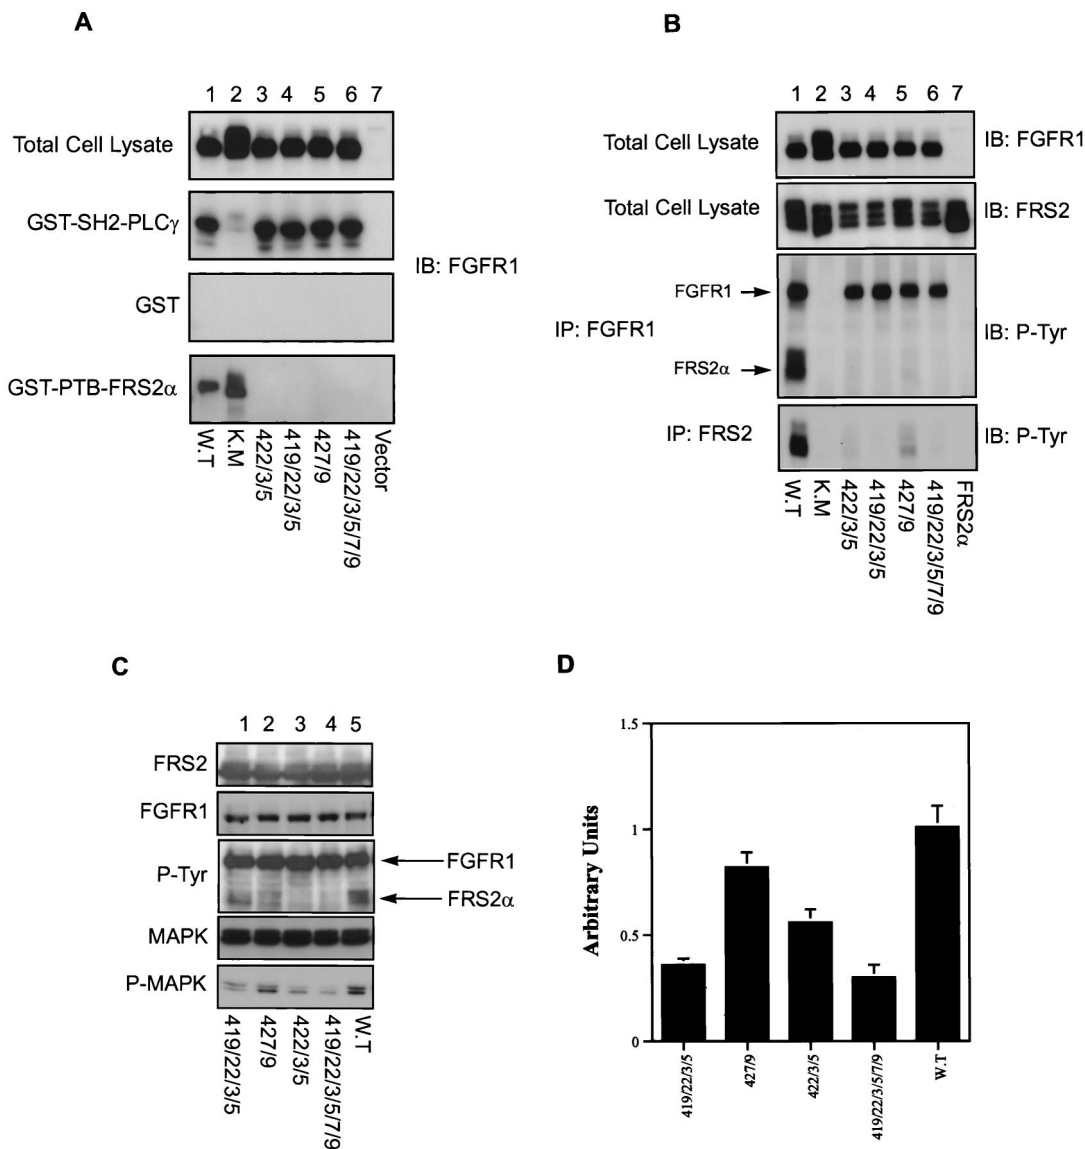 A
1 2 3 4 5 6 7
Total Cell Lysate
GST-SH2-PLCγ
GST
GST-PTB-FRS2α
IB: FGFR1
W.T
K.M
422/3/5
419/22/3/5
427/9
419/22/3/5/7/9
Vector
B
1 2 3 4 5 6 7
Total Cell Lysate
IB: FGFR1
Total Cell Lysate
IB: FRS2
FGFR1
IP: FGFR1
IB: P-Tyr
FRS2α
IP: FRS2
IB: P-Tyr
W.T
K.M
422/3/5
419/22/3/5
427/9
419/22/3/5/7/9
FRS2α
C
1 2 3 4 5
FRS2
FGFR1
P-Tyr
FGFR1
FRS2α
MAPK
P-MAPK
419/22/3/5
427/9
422/3/5
419/22/3/5/7/9
W.T
D
Arbitrary Units
1.5
1
0.5
0
419/22/3/5
427/9
422/3/5
419/22/3/5/7/9
W.T